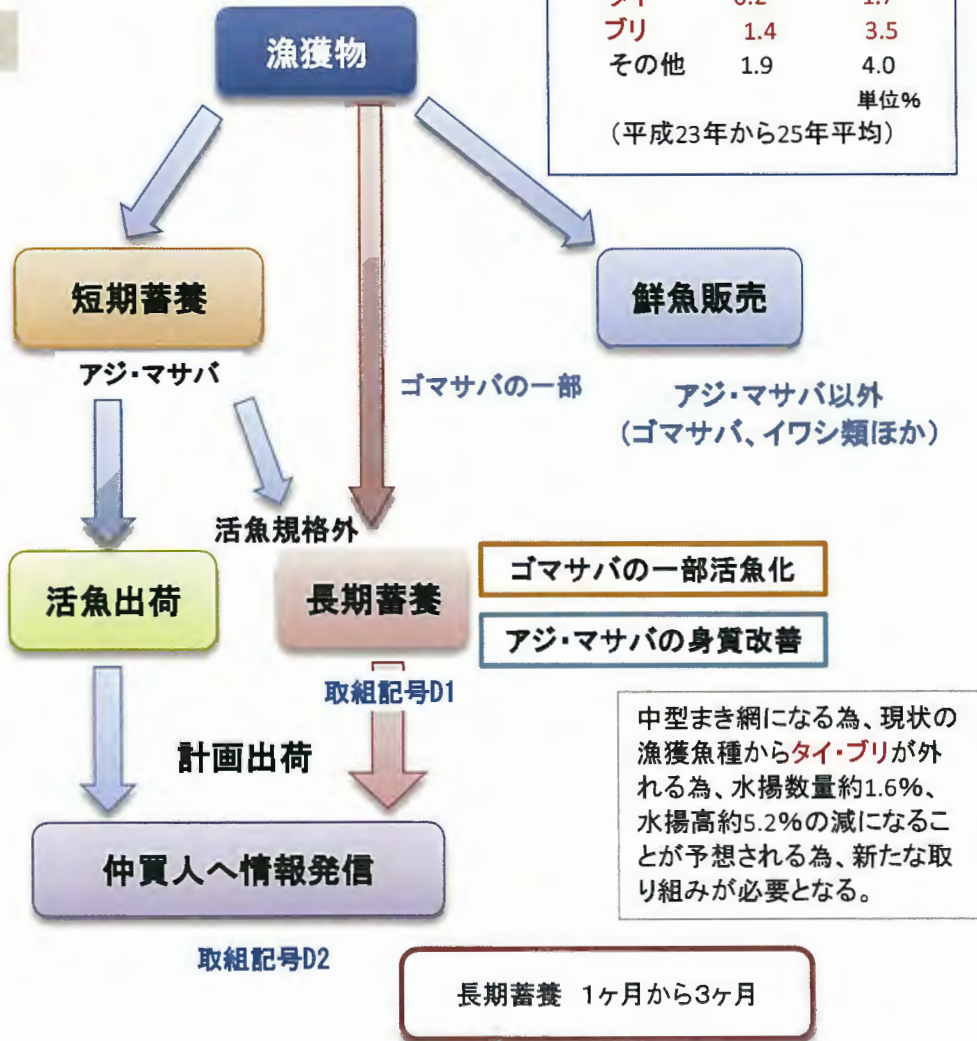 タイ 0.2 1.7
ブリ 1.4 3.5
その他 1.9 4.0
単位%
(平成23年から25年平均)
漁獲物
短期蓄養
アジ・マサバ
ゴマサバの一部
鮮魚販売
アジ・マサバ以外
(ゴマサバ、イワシ類ほか)
活魚規格外
活魚出荷
長期蓄養
ゴマサバの一部活魚化
アジ・マサバの身質改善
取組記号D1
計画出荷
中型まき網になる為、現状の
漁獲魚種からタイ・ブリが外
れる為、水揚数量約1.6%、
水揚高約5.2%の減になるこ
とが予想される為、新たな取
り組みが必要となる。
仲買人へ情報発信
取組記号D2
長期蓄養 1ヶ月から3ヶ月